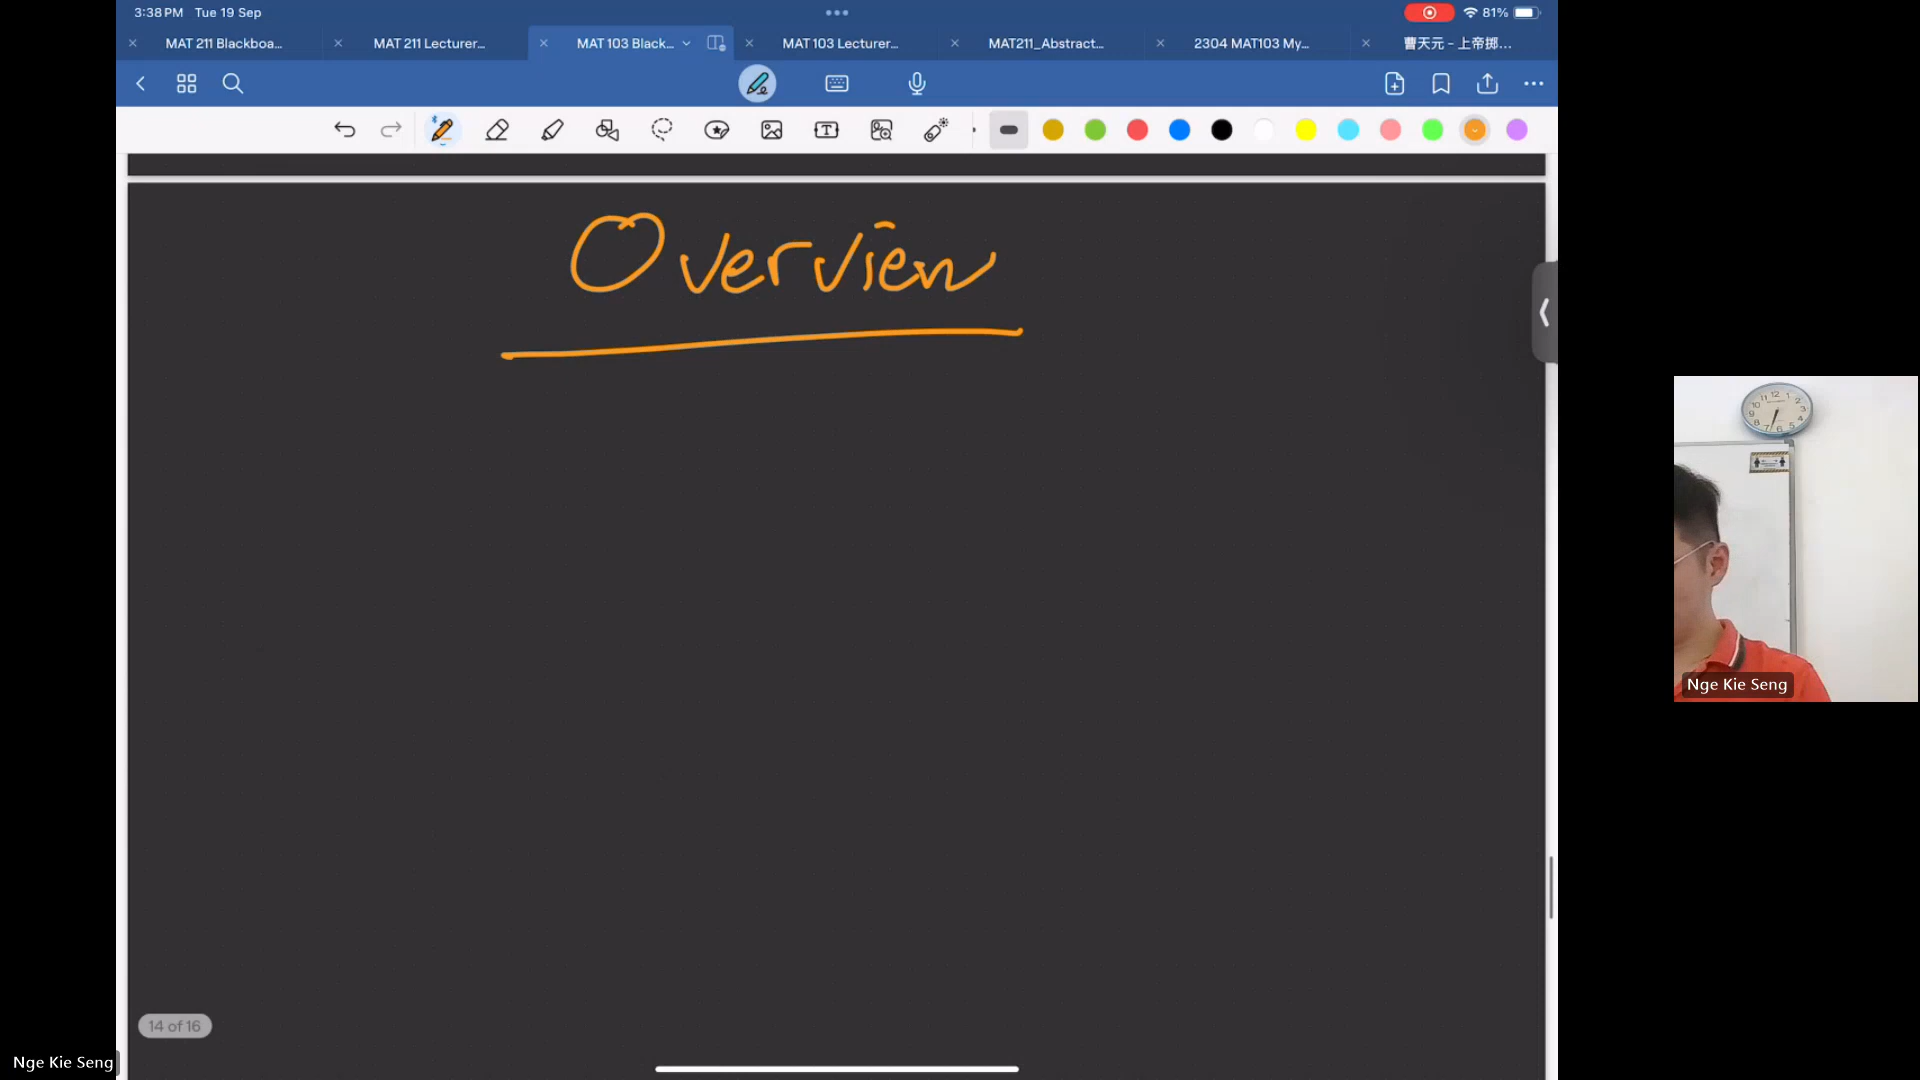 3:38 PM Tue 19 Sep
81%
MAT 211 Blackboa...
MAT 211 Lecturer...
MAT 103 Black...
MAT 103 Lecturer...
MAT211_Abstract...
2304 MAT103 My...
曹天元 - 上帝掷...
Overview
14 of 16
Nge Kie Seng
Nge Kie Seng